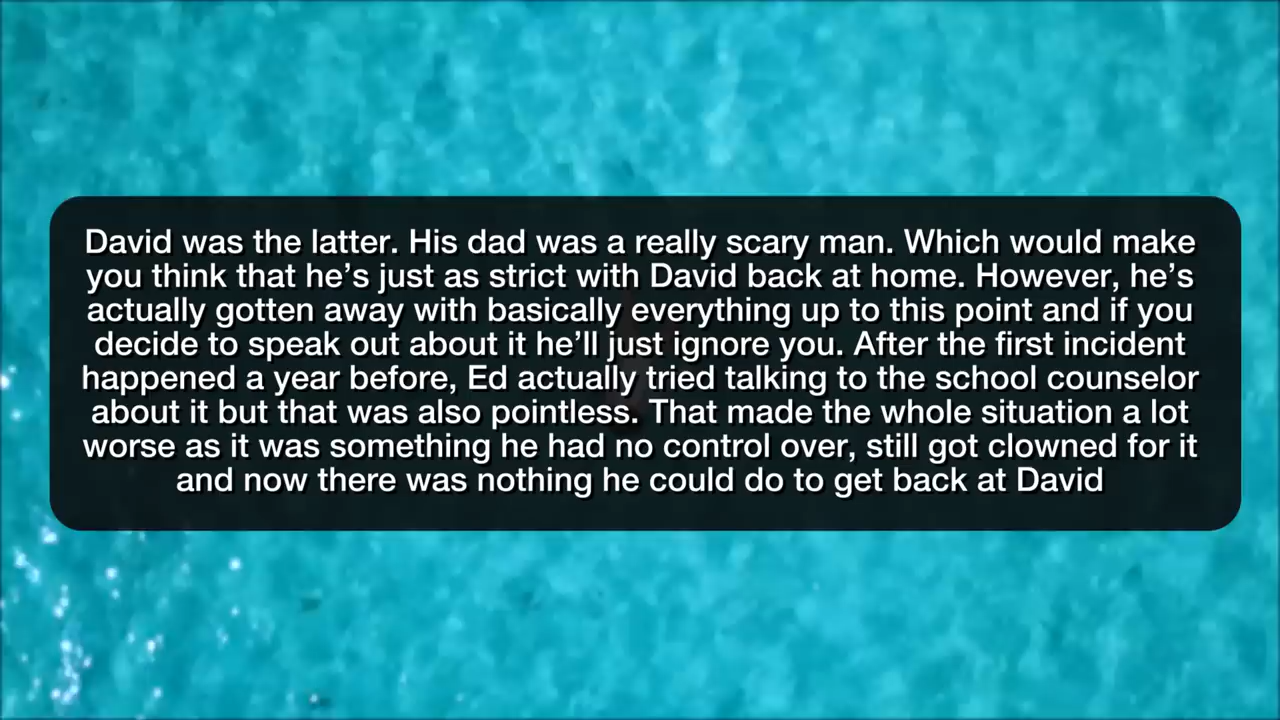 David was the latter. His dad was a really scary man. Which would make
you think that he’s just as strict with David back at home. However, he’s
actually gotten away with basically everything up to this point and if you
decide to speak out about it he’ll just ignore you. After the first incident
happened a year before, Ed actually tried talking to the school counselor
about it but that was also pointless. That made the whole situation a lot
worse as it was something he had no control over, still got clowned for it
and now there was nothing he could do to get back at David